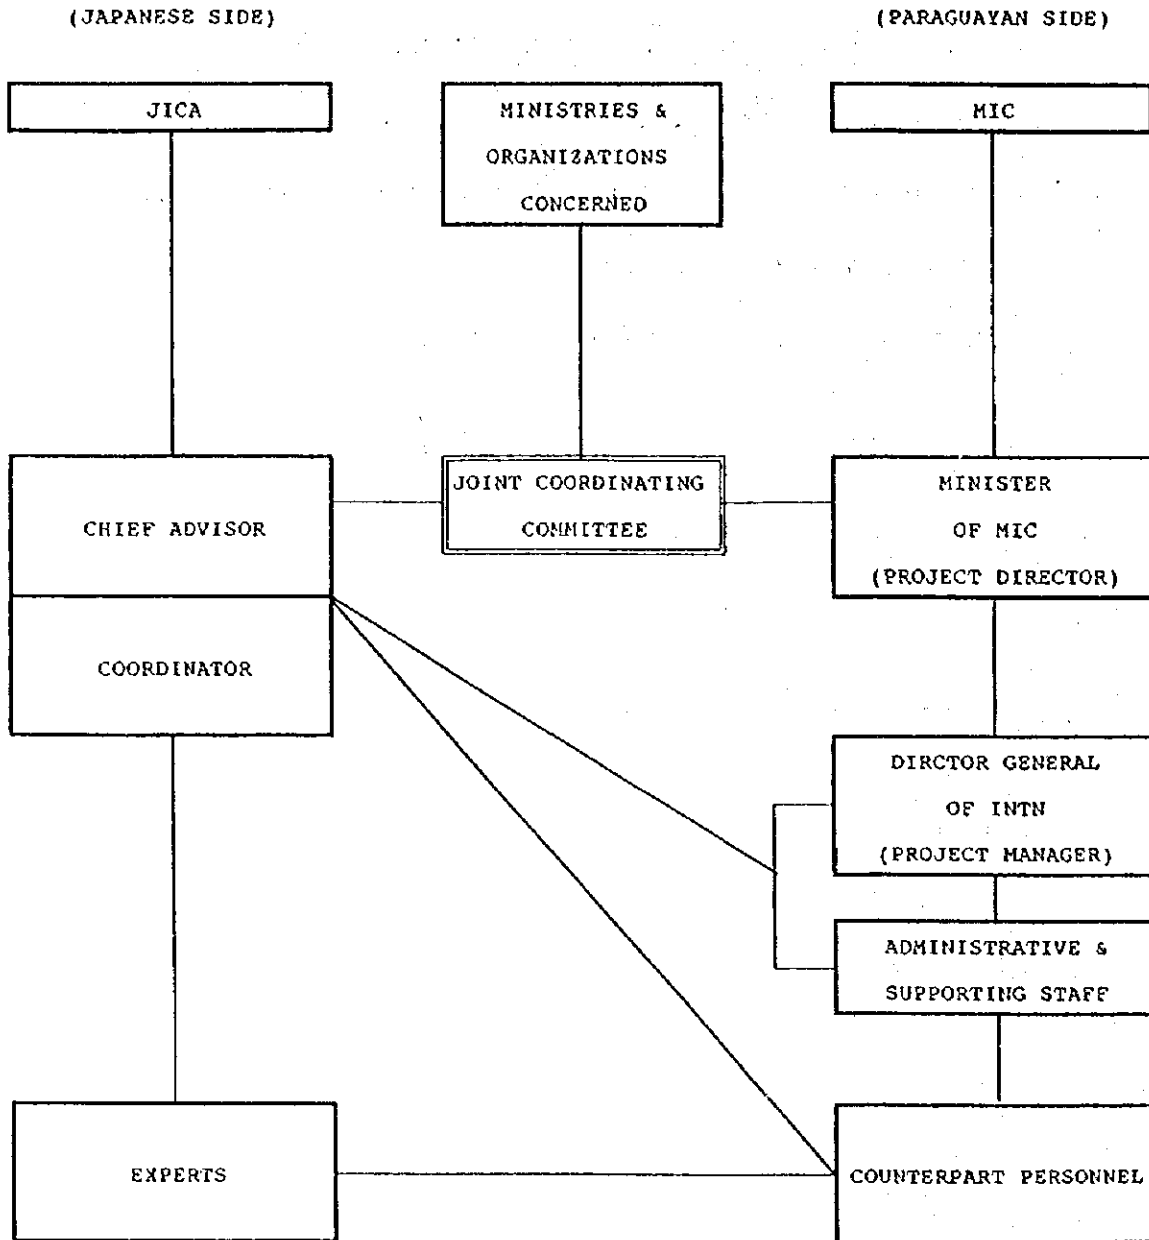 (JAPANESE SIDE)
(PARAGUAYAN SIDE)
JICA
MINISTRIES &
ORGANIZATIONS
CONCERNED
MIC
CHIEF ADVISOR
COORDINATOR
JOINT COORDINATING
COMMITTEE
MINISTER
OF MIC
(PROJECT DIRECTOR)
DIRCTOR GENERAL
OF INTN
(PROJECT MANAGER)
ADMINISTRATIVE &
SUPPORTING STAFF
EXPERTS
COUNTERPART PERSONNEL